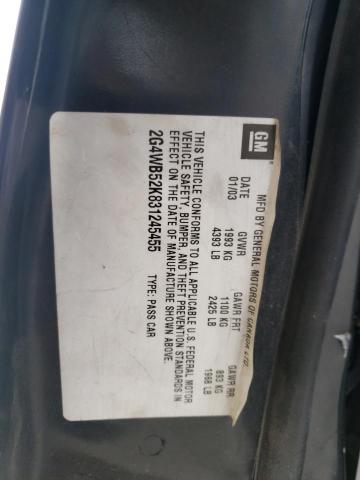 GM
MFD BY GENERAL MOTORS OF CANADA LTD.
DATE GVWR GAWR FRT GAWR RR
01/03 1993 KG 1100 KG 893 KG
4393 LB 2425 LB 1968 LB
THIS VEHICLE CONFORMS TO ALL APPLICABLE U.S. FEDERAL MOTOR
VEHICLE SAFETY, BUMPER, AND THEFT PREVENTION STANDARDS IN
EFFECT ON THE DATE OF MANUFACTURE SHOWN ABOVE.
2G4WB52K831245455 TYPE: PASS CAR